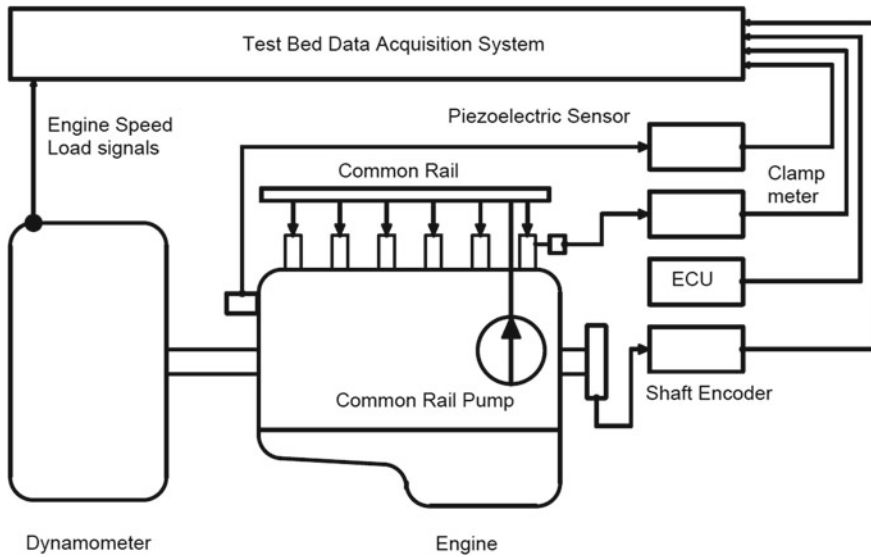 Test Bed Data Acquisition System
Engine Speed
Load signals
Piezoelectric Sensor
Common Rail
Clamp
meter
ECU
Shaft Encoder
Common Rail Pump
Dynamometer
Engine